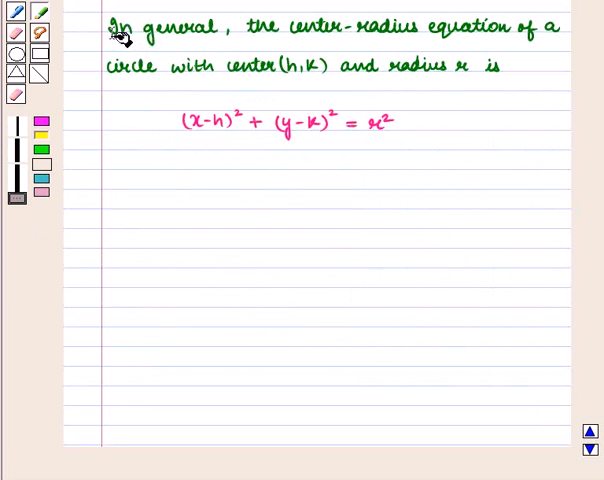 In general, the center-radius equation of a
circle with center (h,k) and radius r is
(x-h)² + (y-k)² = r²